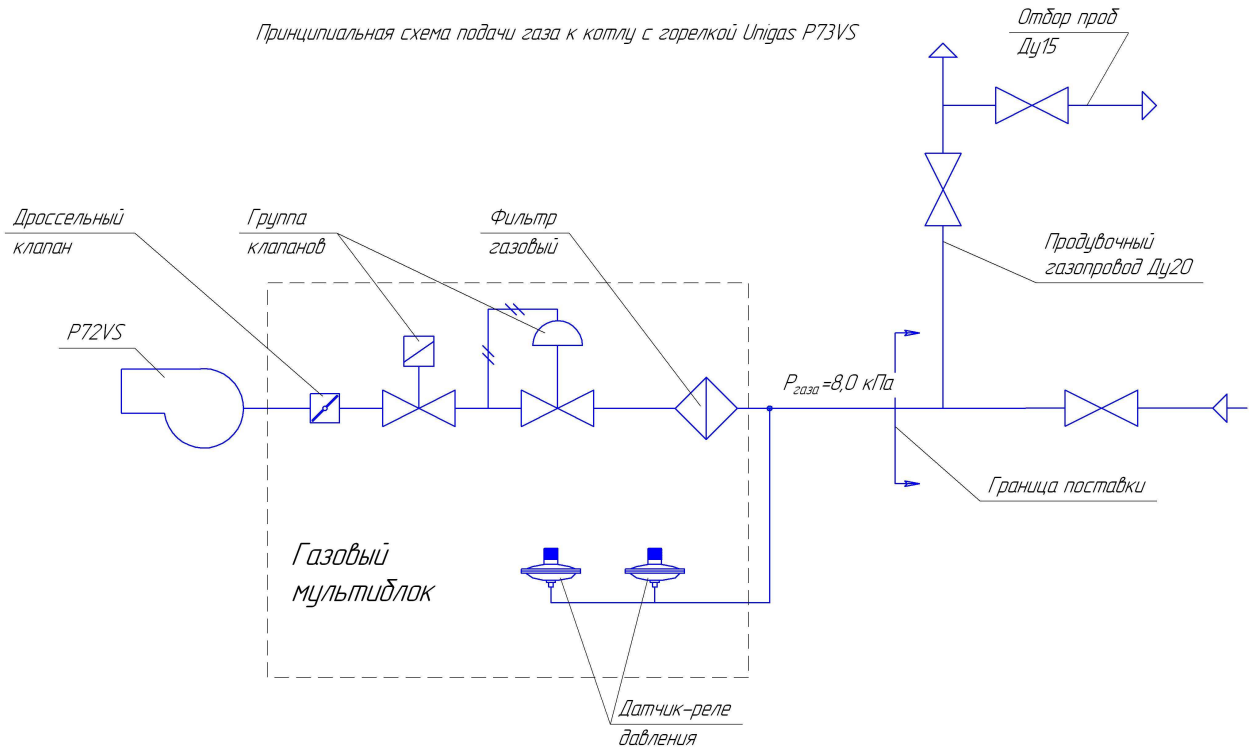 Принципиальная схема подачи газа к котлу с горелкой Unigas P73VS
Отбор проб
Ду15
Дроссельный
клапан
Группа
клапанов
Фильтр
газовый
Продувочный
газопровод Ду20
P72VS
Pгаза=8,0 кПа
Граница поставки
Газовый
мультиблок
Датчик-реле
давления